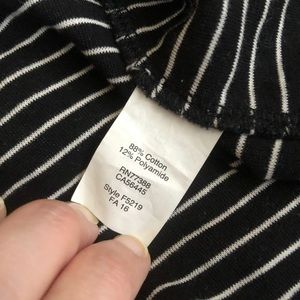 88% Cotton
12% Polyamide
RN77388
CA56445
Style F5219
FA 16